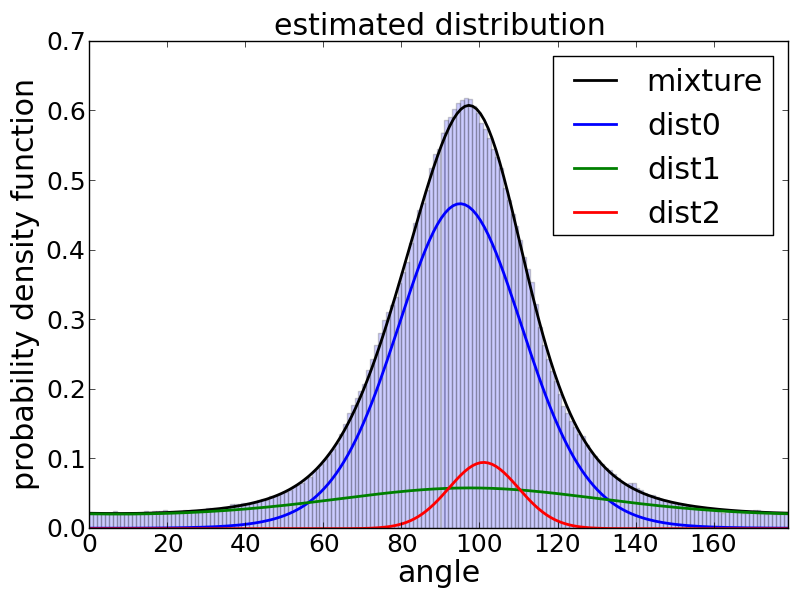 estimated distribution
probability density function
0.7
0.6
0.5
0.4
0.3
0.2
0.1
0.0
mixture
dist0
dist1
dist2
0 20 40 60 80 100 120 140 160
angle